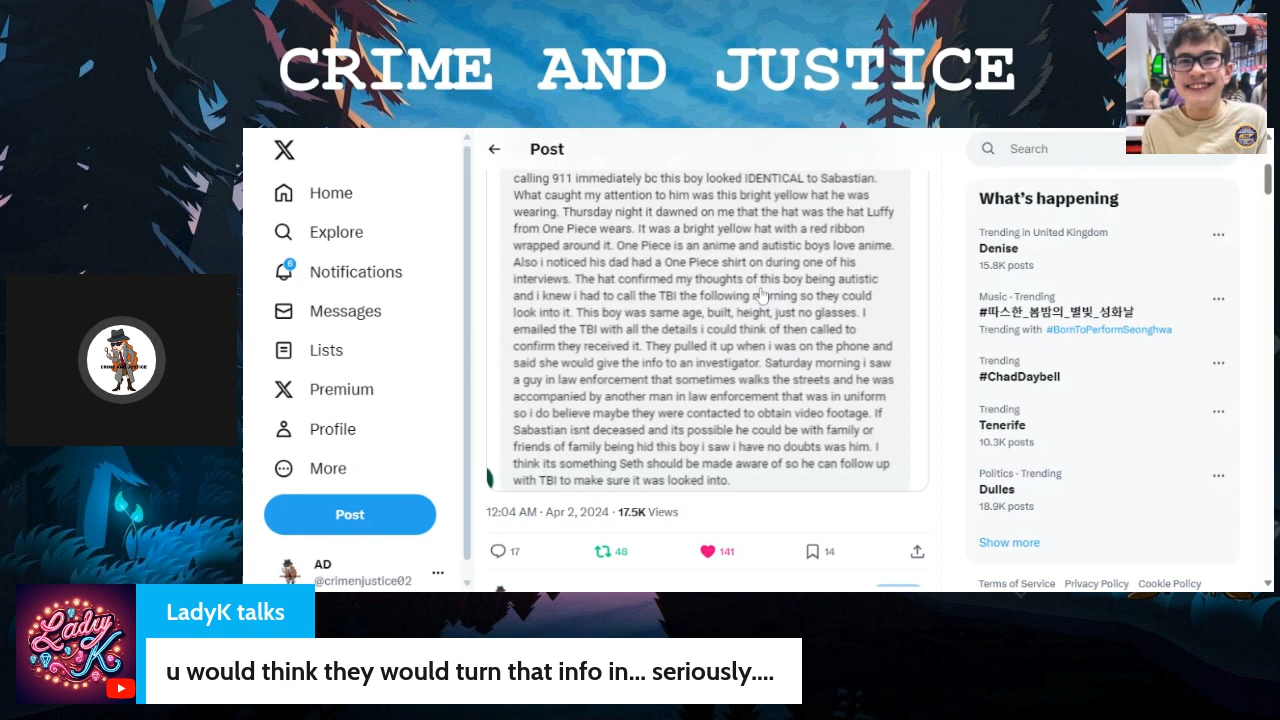 CRIME AND JUSTICE
Home
Explore
6
Notifications
Messages
Lists
Premium
Profile
More
Post
AD
@crimenjustice02
Post
calling 911 immediately bc this boy looked IDENTICAL to Sabastian.
What caught my attention to him was this bright yellow hat he was
wearing. Thursday night it dawned on me that the hat was the hat Luffy
from One Piece wears. It was a bright yellow hat with a red ribbon
wrapped around it. One Piece is an anime and autistic boys love anime.
Also i noticed his dad had a One Piece shirt on during one of his
interviews. The hat confirmed my thoughts of this boy being autistic
and i knew i had to call the TBI the following morning so they could
look into it. This boy was same age, built, height, just no glasses. I
emailed the TBI with all the details i could think of then called to
confirm they received it. They pulled it up when i was on the phone and
said she would give the info to an investigator. Saturday morning i saw
a guy in law enforcement that sometimes walks the streets and he was
accompanied by another man in law enforcement that was in uniform
so i do believe maybe they were contacted to obtain video footage. If
Sabastian isnt deceased and its possible he could be with family or
friends of family being hid this boy i saw i have no doubts was him. I
think its something Seth should be made aware of so he can follow up
with TBI to make sure it was looked into.
12:04 AM · Apr 2, 2024 · 17.5K Views
17
48
141
14
Search
What's happening
Trending in United Kingdom
Denise
15.8K posts
Music · Trending
#따스한_봄밤의_별빛_성화날
Trending with #BornToPerformSeonghwa
Trending
#ChadDaybell
Trending
Tenerife
10.3K posts
Politics · Trending
Dulles
18.9K posts
Show more
Terms of Service Privacy Policy Cookie Policy
CRIME AND JUSTICE
Lady K
LadyK talks
u would think they would turn that info in... seriously....